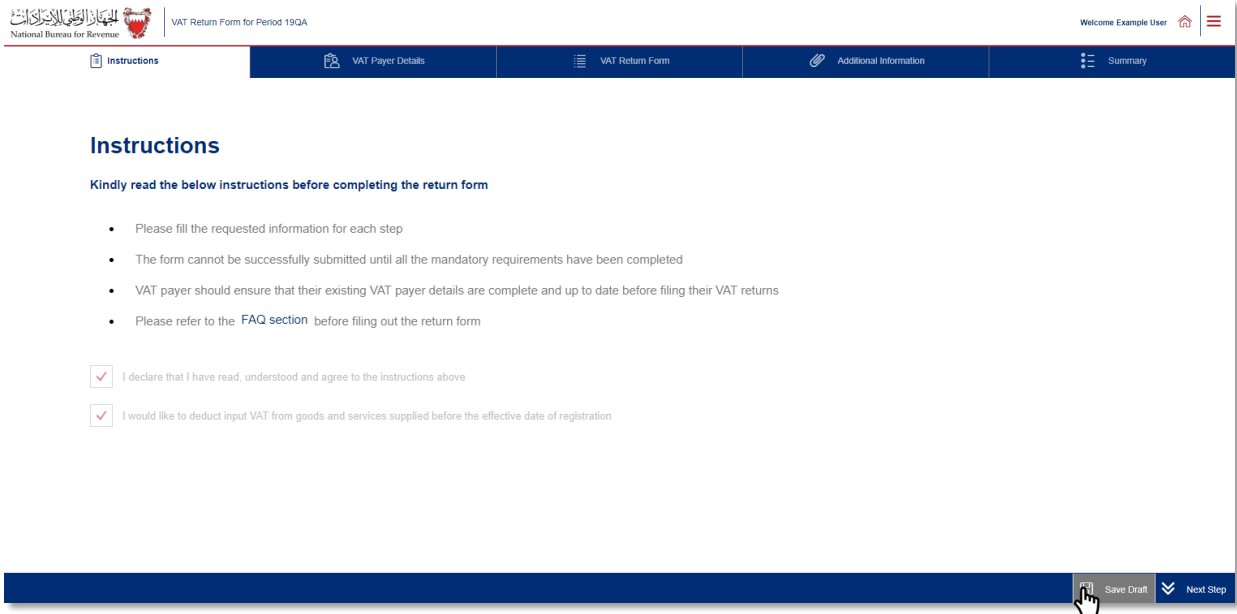 الجهاز الوطني للإيرادات
National Bureau for Revenue
VAT Return Form for Period 19QA
Welcome Example User
Instructions
VAT Payer Details
VAT Return Form
Additional Information
Summary
Instructions
Kindly read the below instructions before completing the return form
• Please fill the requested information for each step
• The form cannot be successfully submitted until all the mandatory requirements have been completed
• VAT payer should ensure that their existing VAT payer details are complete and up to date before filing their VAT returns
• Please refer to the FAQ section before filing out the return form
I declare that I have read, understood and agree to the instructions above
I would like to deduct input VAT from goods and services supplied before the effective date of registration
Save Draft
Next Step